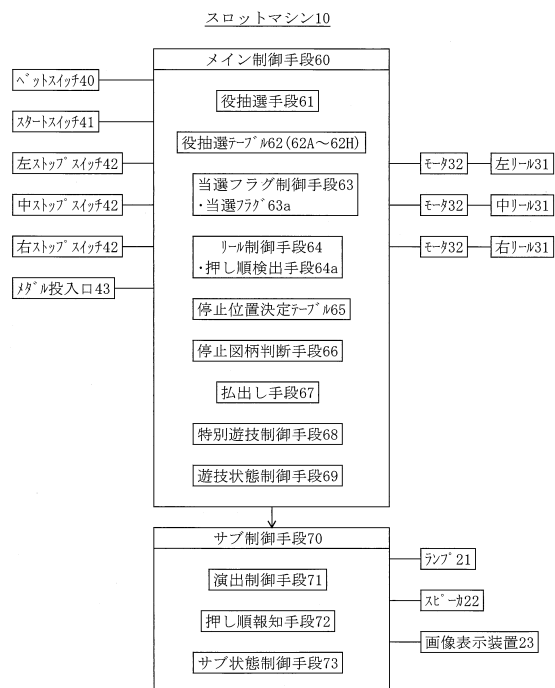 スロットマシン10
メイン制御手段60
ベットスイッチ40
スタートスイッチ41
左ストップスイッチ42
中ストップスイッチ42
右ストップスイッチ42
メダル投入口43
役抽選手段61
役抽選テーブル62(62A～62H)
当選フラグ制御手段63
・当選フラグ63a
リール制御手段64
・押し順検出手段64a
停止位置決定テーブル65
停止図柄判断手段66
払出し手段67
特別遊技制御手段68
遊技状態制御手段69
モータ32
左リール31
モータ32
中リール31
モータ32
右リール31
サブ制御手段70
演出制御手段71
押し順報知手段72
サブ状態制御手段73
ランプ21
スピーカ22
画像表示装置23